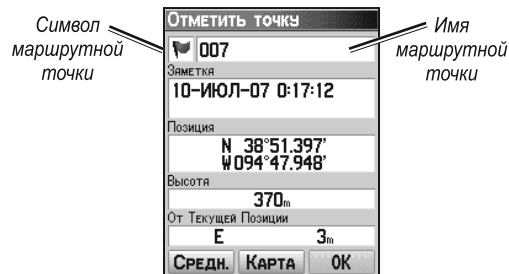 Отметить точку
Символ
маршрутной
точки
007
Имя
маршрутной
точки
Заметка
10-ИЮЛ-07 0:17:12
Позиция
N 38°51.397'
W094°47.948'
Высота
370m
От Текущей Позиции
E 3m
Средн. Карта ОК